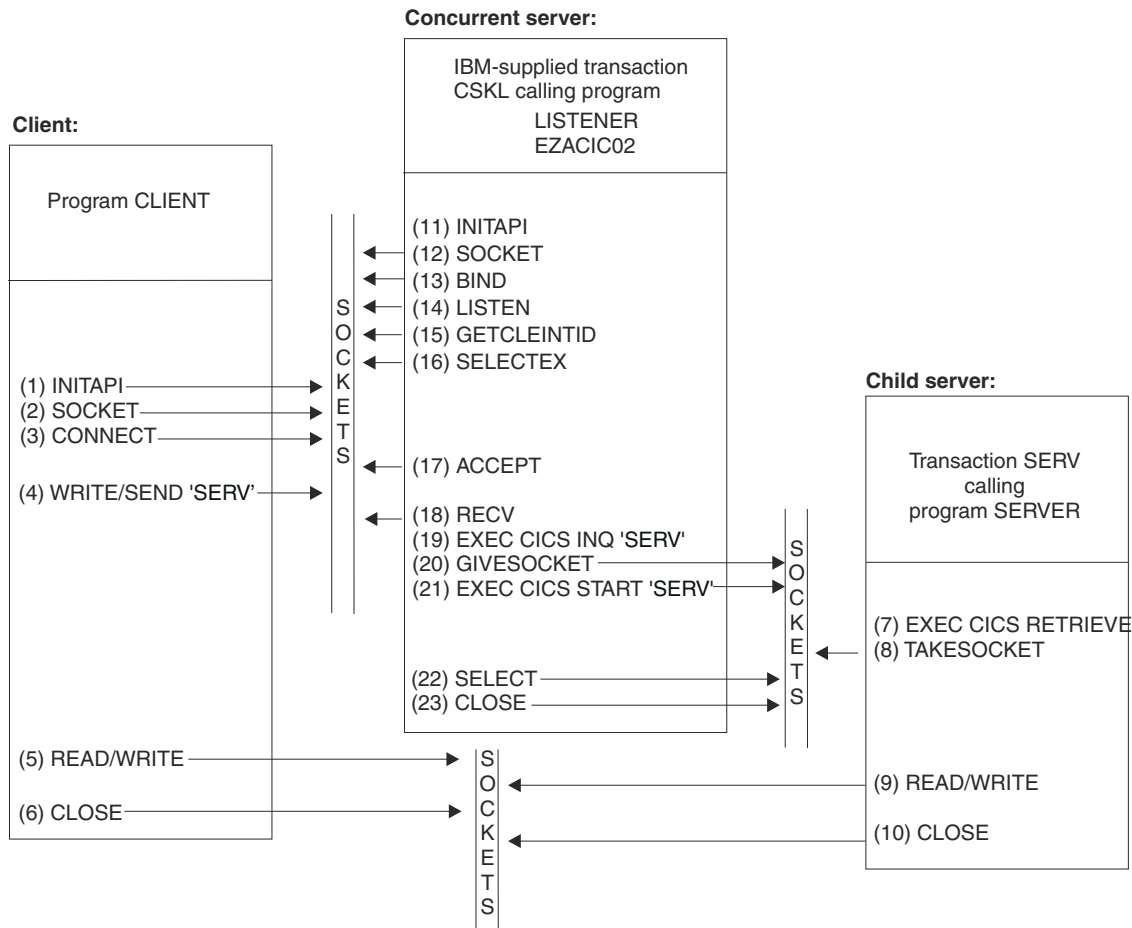 Concurrent server:
IBM-supplied transaction
CSKL calling program
LISTENER
EZACIC02
Client:
Program CLIENT
(11) INITAPI
(12) SOCKET
(13) BIND
(14) LISTEN
(15) GETCLEINTID
(16) SELECTEX
SOCKETS
(1) INITAPI
(2) SOCKET
(3) CONNECT
(4) WRITE/SEND 'SERV'
(17) ACCEPT
(18) RECV
(19) EXEC CICS INQ 'SERV'
(20) GIVESOCKET
(21) EXEC CICS START 'SERV'
(22) SELECT
(23) CLOSE
SOCKETS
Child server:
Transaction SERV
calling
program SERVER
(7) EXEC CICS RETRIEVE
(8) TAKESOCKET
(5) READ/WRITE
(6) CLOSE
SOCKETS
(9) READ/WRITE
(10) CLOSE